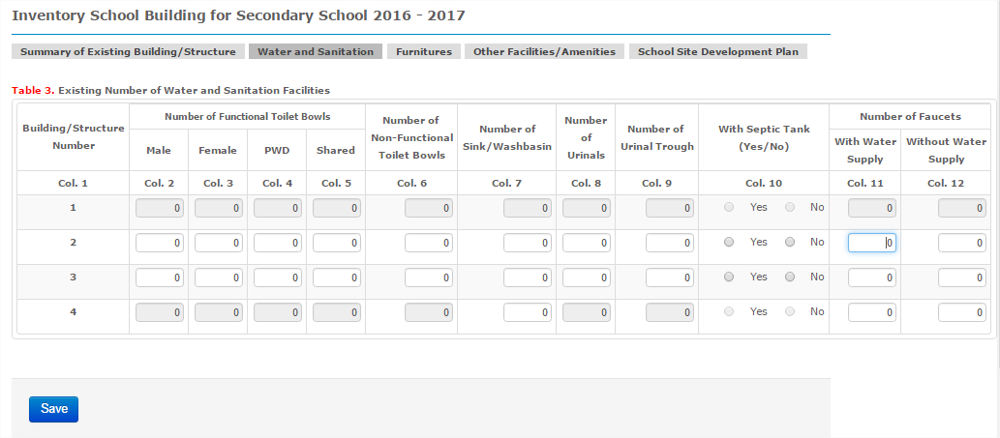 Inventory School Building for Secondary School 2016 - 2017
Summary of Existing Building/Structure Water and Sanitation Furnitures Other Facilities/Amenities School Site Development Plan
Table 3. Existing Number of Water and Sanitation Facilities
Building/Structure Number Number of Functional Toilet Bowls Number of Non-Functional Toilet Bowls Number of Sink/Washbasin Number of Urinals Number of Urinal Trough With Septic Tank (Yes/No) Number of Faucets
Male Female PWD Shared With Water Supply Without Water Supply
Col. 1 Col. 2 Col. 3 Col. 4 Col. 5 Col. 6 Col. 7 Col. 8 Col. 9 Col. 10 Col. 11 Col. 12
1 0 0 0 0 0 0 0 0 Yes No 0 0
2 0 0 0 0 0 0 0 0 Yes No 0 0
3 0 0 0 0 0 0 0 0 Yes No 0 0
4 0 0 0 0 0 0 0 0 Yes No 0 0
Save